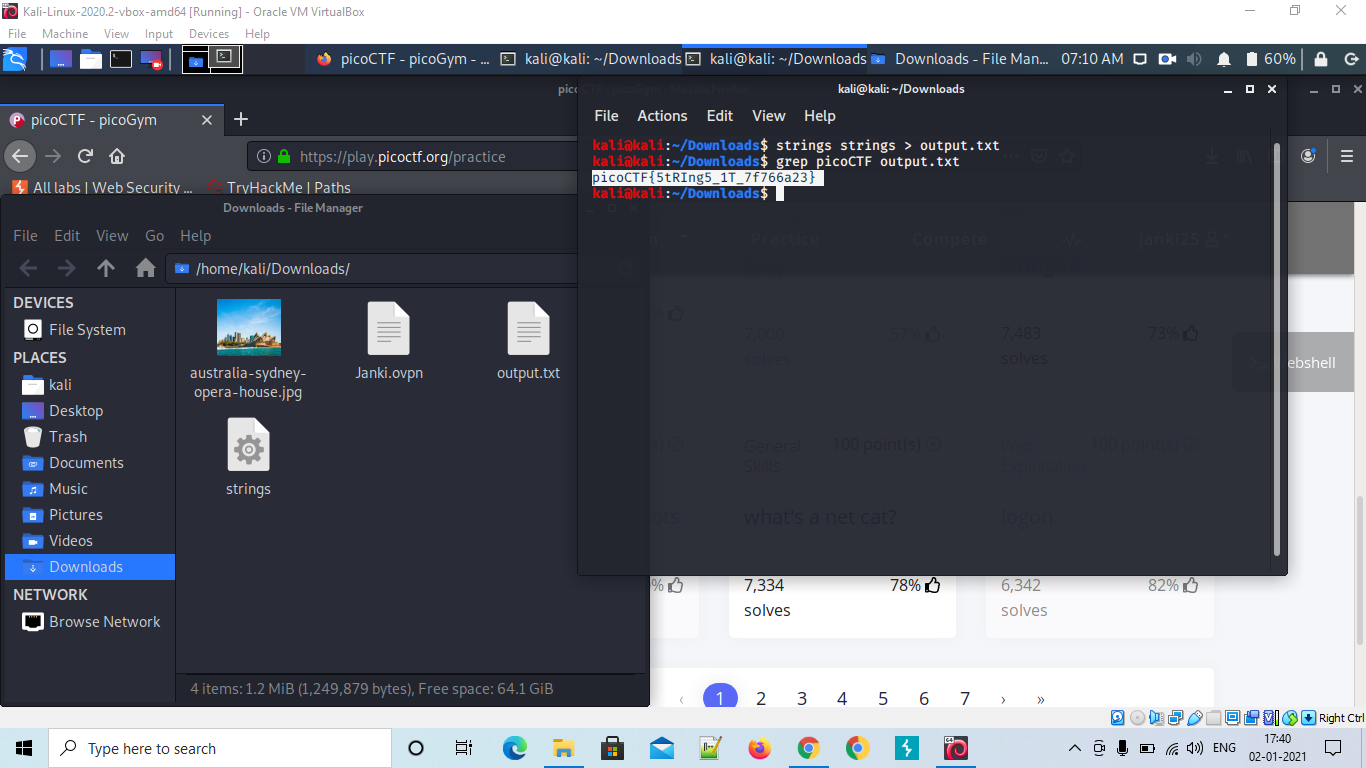 Kali-Linux-2020.2-vbox-amd64 [Running] - Oracle VM VirtualBox
File Machine View Input Devices Help
picoCTF - picoGym - ... kali@kali: ~/Downloads kali@kali: ~/Downloads Downloads - File Man... 07:10 AM 60%
kali@kali: ~/Downloads
File Actions Edit View Help
kali@kali:~/Downloads$ strings strings > output.txt
kali@kali:~/Downloads$ grep picoCTF output.txt
picoCTF{5tRIng5_1T_7f766a23}
kali@kali:~/Downloads$
picoCTF - picoGym
https://play.picoctf.org/practice
All labs | Web Security ... TryHackMe | Paths
Downloads - File Manager
File Edit View Go Help
/home/kali/Downloads/
DEVICES
File System
PLACES
kali
Desktop
Trash
Documents
Music
Pictures
Videos
Downloads
NETWORK
Browse Network
australia-sydney-
opera-house.jpg
Janki.ovpn
output.txt
strings
4 items: 1.2 MiB (1,249,879 bytes), Free space: 64.1 GiB
Practice Compete janki25
7,000 57% 7,483 73%
solves solves
ebshell
General 100 point(s) Web 100 point(s)
Skills Exploitation
what's a net cat? logon
% 7,334 78% 6,342 82%
solves solves
‹ 1 2 3 4 5 6 7 › »
Right Ctrl
Type here to search
ENG
17:40
02-01-2021